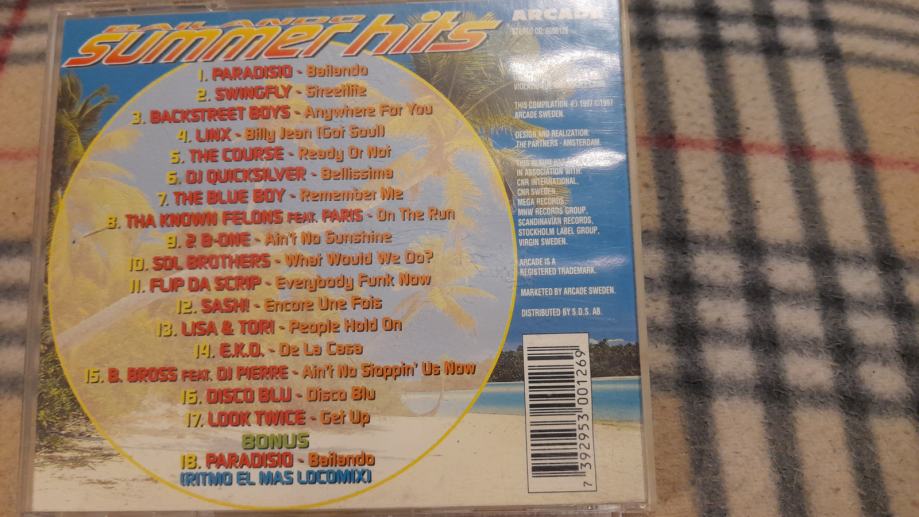 BAILANDO
summer hits
1. PARADISIO - Bailando
2. SWINGFLY - Streetlife
3. BACKSTREET BOYS - Anywhere For You
4. LINX - Billy Jean (Got Soul)
5. THE COURSE - Ready Or Not
6. DJ QUICKSILVER - Bellissima
7. THE BLUE BOY - Remember Me
8. THA KNOWN FELONS FEAT. PARIS - On The Run
9. 2 B-ONE - Ain't No Sunshine
10. SOL BROTHERS - What Would We Do?
11. FLIP DA SCRIP - Everybody Funk Now
12. SASH! - Encore Une Fois
13. LISA & TORI - People Hold On
14. E.K.O. - De La Casa
15. B. BROSS FEAT. DJ PIERRE - Ain't No Stoppin' Us Now
16. DISCO BLU - Disco Blu
17. LOOK TWICE - Get Up
BONUS
18. PARADISIO - Bailando
(RITMO EL MAS LOCOMIX)
ARCADE
THIS COMPILATION ℗ 1997 ©1997
ARCADE SWEDEN.
DESIGN AND REALIZATION:
THE PARTNERS - AMSTERDAM.
IN ASSOCIATION WITH:
CNR INTERNATIONAL,
CNR SWEDEN,
MEGA RECORDS,
MNW RECORDS GROUP,
SCANDINAVIAN RECORDS,
STOCKHOLM LABEL GROUP,
VIRGIN SWEDEN.
ARCADE IS A
REGISTERED TRADEMARK.
MARKETED BY ARCADE SWEDEN.
DISTRIBUTED BY S.D.S. AB.
7 392953 001269